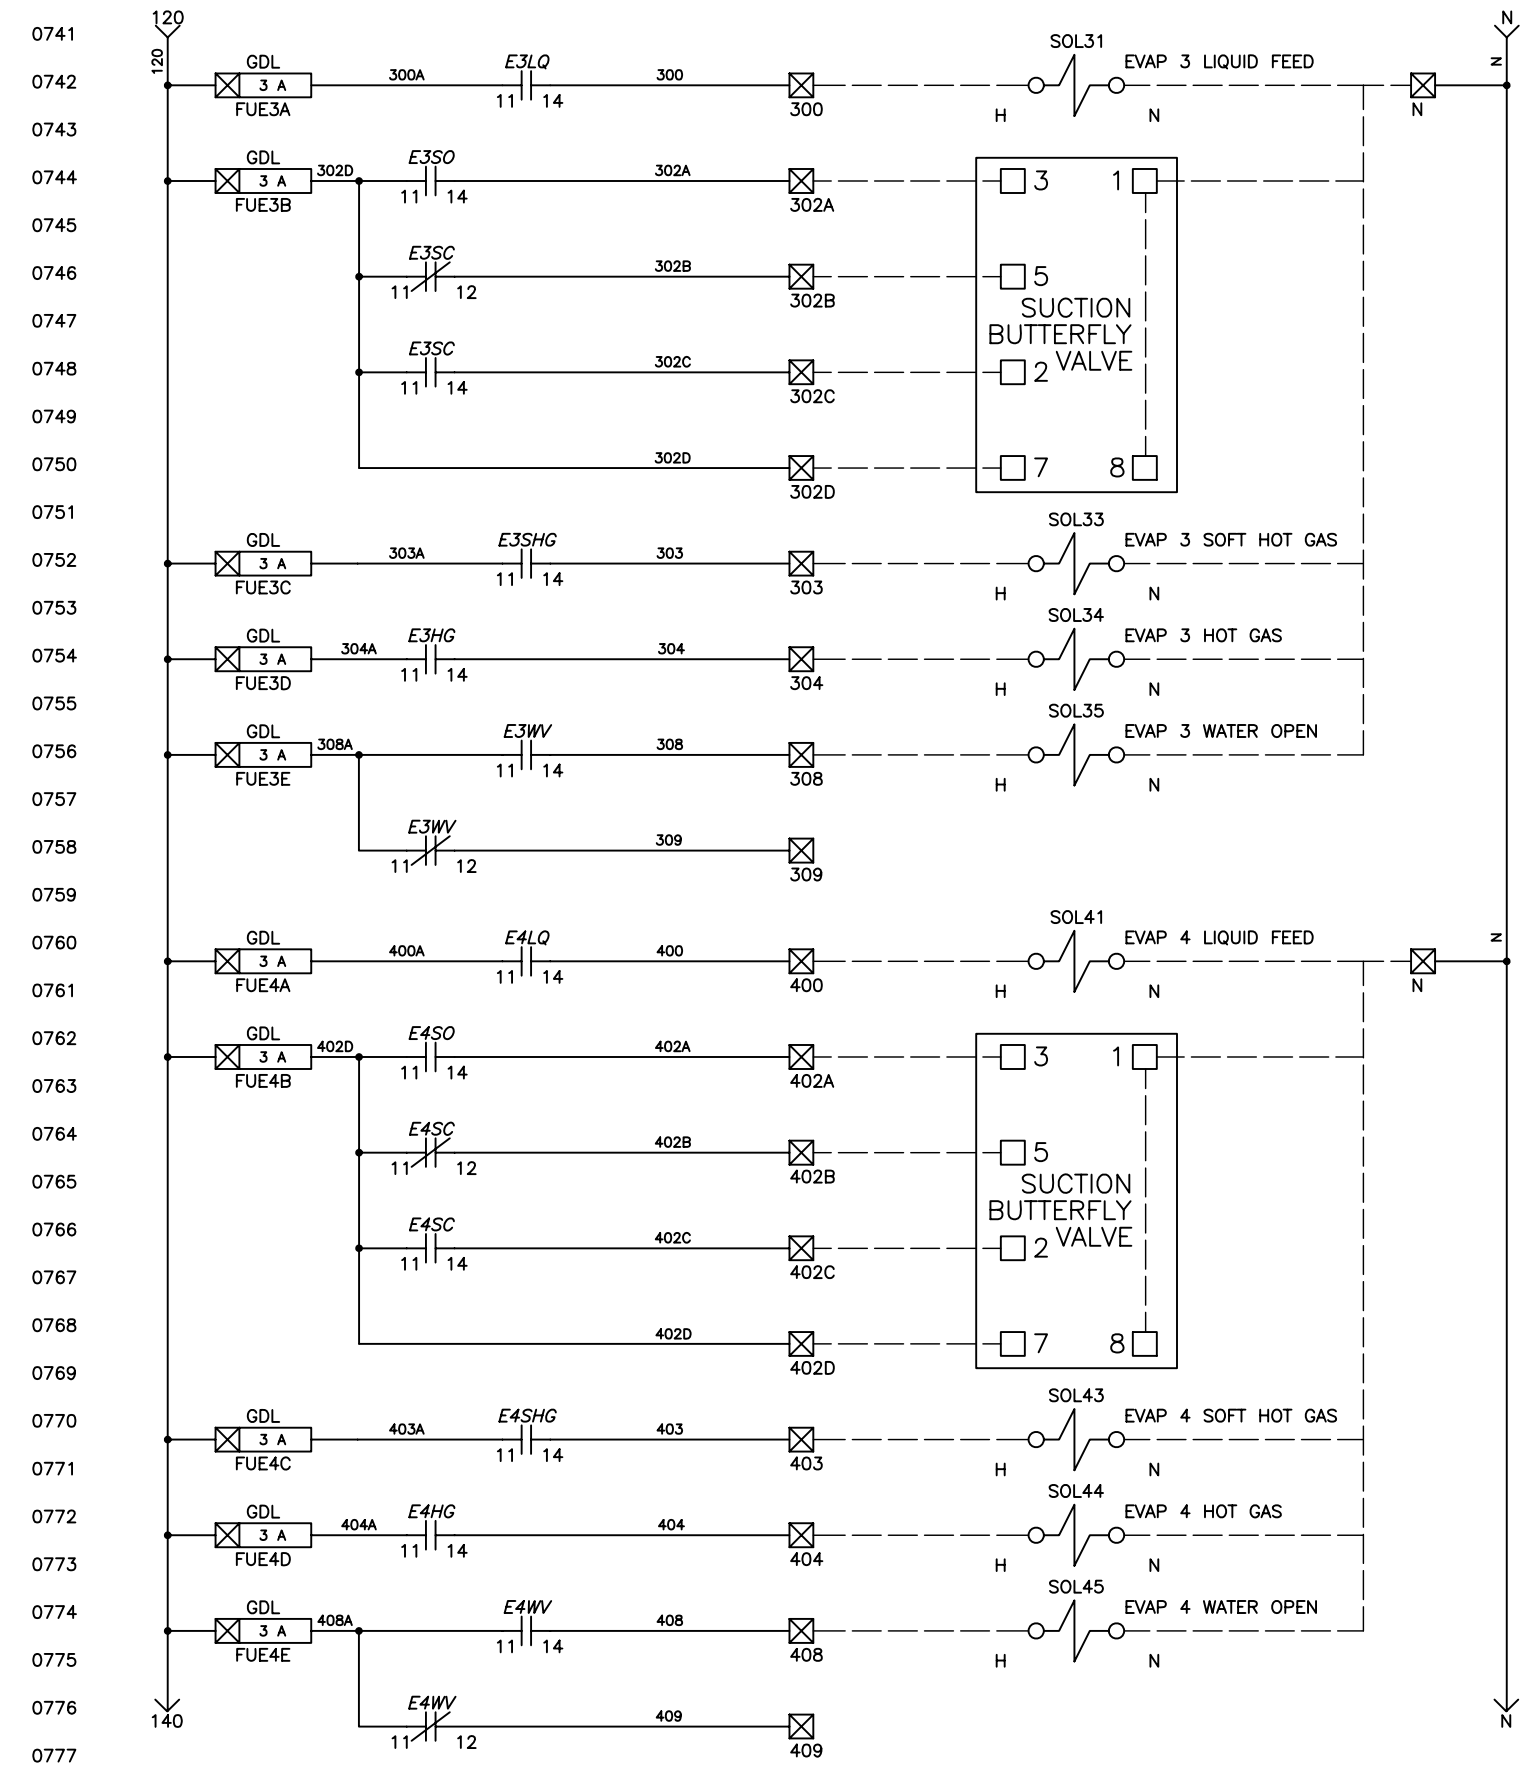 0741 120 N
120 N
SOL31
GDL E3LQ EVAP 3 LIQUID FEED
0742 3 A 300A 300
FUE3A 11 14 300 H N N
0743
GDL E3SO
0744 3 A 302D 302A 3 1
FUE3B 11 14 302A
0745
E3SC
0746 302B 5
11 12 302B
0747 SUCTION
BUTTERFLY
VALVE
E3SC
0748 302C 2
11 14 302C
0749
0750 302D 7 8
302D
0751
SOL33
GDL E3SHG EVAP 3 SOFT HOT GAS
0752 3 A 303A 303
FUE3C 11 14 303 H N
0753
SOL34
GDL E3HG EVAP 3 HOT GAS
0754 3 A 304A 304
FUE3D 11 14 304 H N
0755
SOL35
GDL E3WV EVAP 3 WATER OPEN
0756 3 A 308A 308
FUE3E 11 14 308 H N
0757
E3WV
0758 309
11 12 309
0759
SOL41
GDL E4LQ EVAP 4 LIQUID FEED N
0760 3 A 400A 400
FUE4A 11 14 400 H N N
0761
GDL E4SO
0762 3 A 402D 402A 3 1
FUE4B 11 14 402A
0763
E4SC
0764 402B 5
11 12 402B
0765 SUCTION
BUTTERFLY
VALVE
E4SC
0766 402C 2
11 14 402C
0767
0768 402D 7 8
402D
0769
SOL43
GDL E4SHG EVAP 4 SOFT HOT GAS
0770 3 A 403A 403
FUE4C 11 14 403 H N
0771
SOL44
GDL E4HG EVAP 4 HOT GAS
0772 3 A 404A 404
FUE4D 11 14 404 H N
0773
SOL45
GDL E4WV EVAP 4 WATER OPEN
0774 3 A 408A 408
FUE4E 11 14 408 H N
0775
E4WV
0776 409
140 11 12 409 N
0777